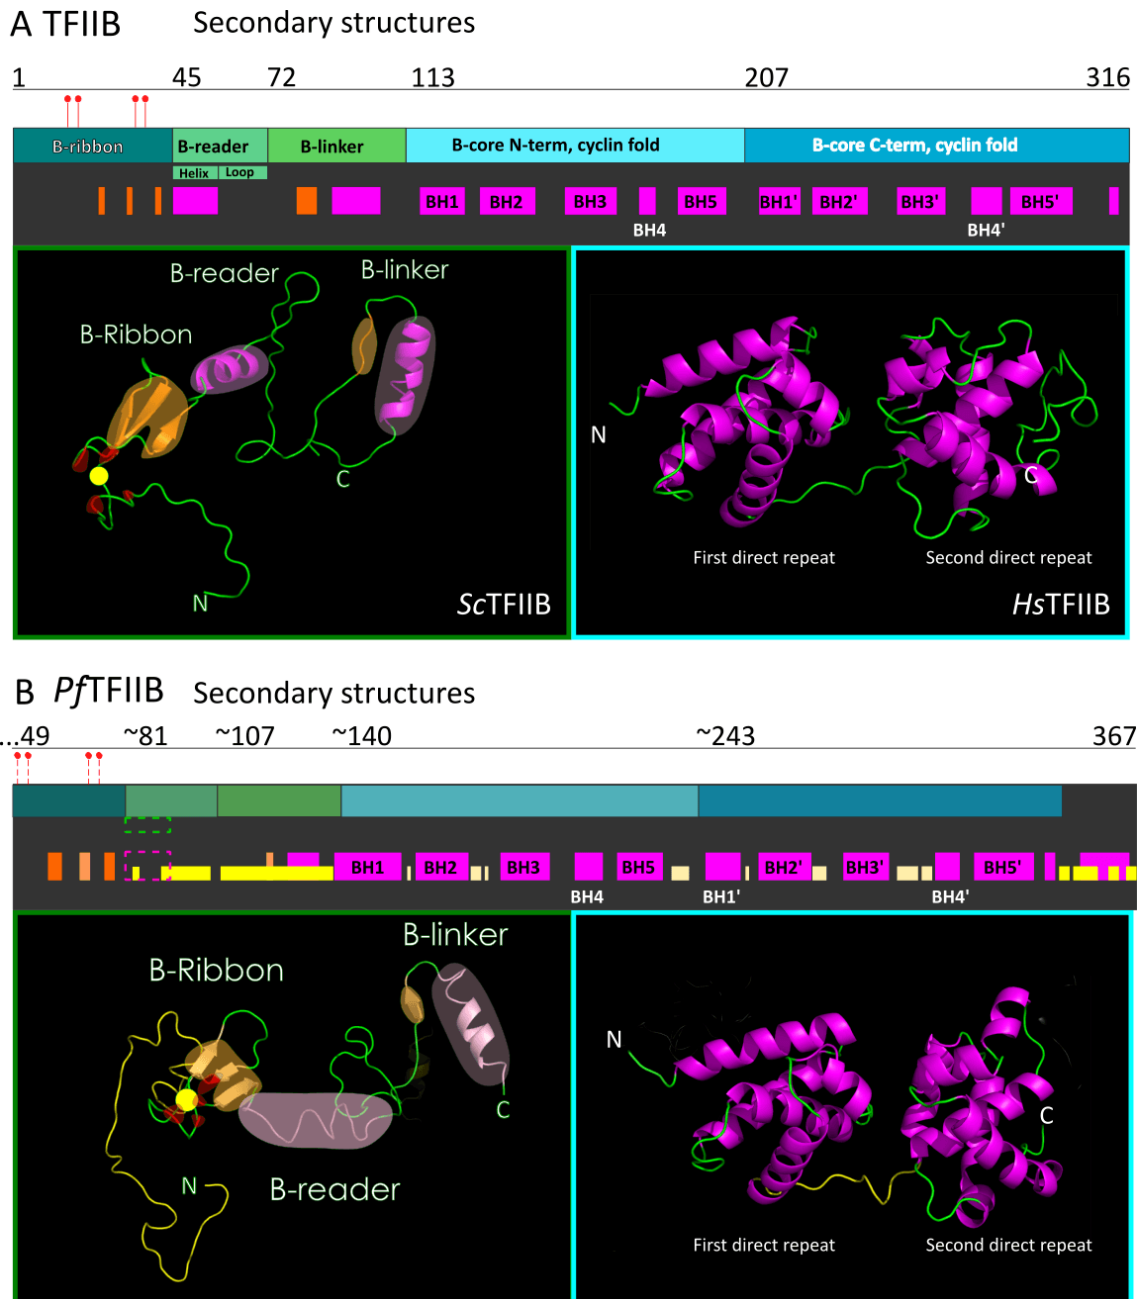 A TFIIB Secondary structures
1 45 72 113 207 316
B-ribbon B-reader B-linker B-core N-term, cyclin fold B-core C-term, cyclin fold
Helix Loop
BH1 BH2 BH3 BH5 BH1' BH2' BH3' BH5'
BH4 BH4'
B-reader B-linker
B-Ribbon
N
C
C
First direct repeat Second direct repeat
N
ScTFIIB HsTFIIB
B PfTFIIB Secondary structures
...49 ~81 ~107 ~140 ~243 367
BH1 BH2 BH3 BH5 BH2' BH3' BH5'
BH4 BH1' BH4'
B-linker
B-Ribbon
N
C
C
N
B-reader
First direct repeat Second direct repeat